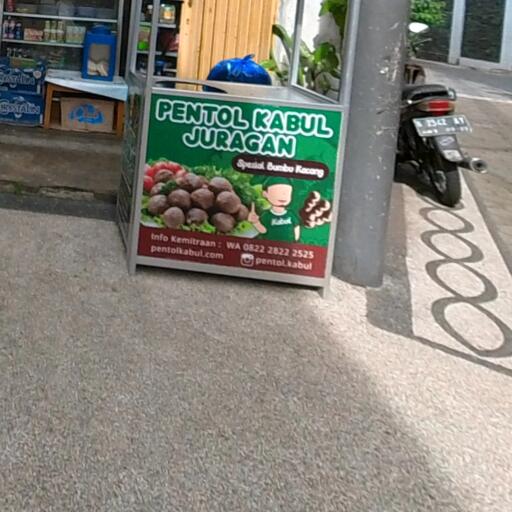 PENTOL KABUL
JURAGAN
Spesial Bumbu Kacang
Kabul
Info Kemitraan : WA 0822 2822 2525
pentolkabul.com
pentol.kabul